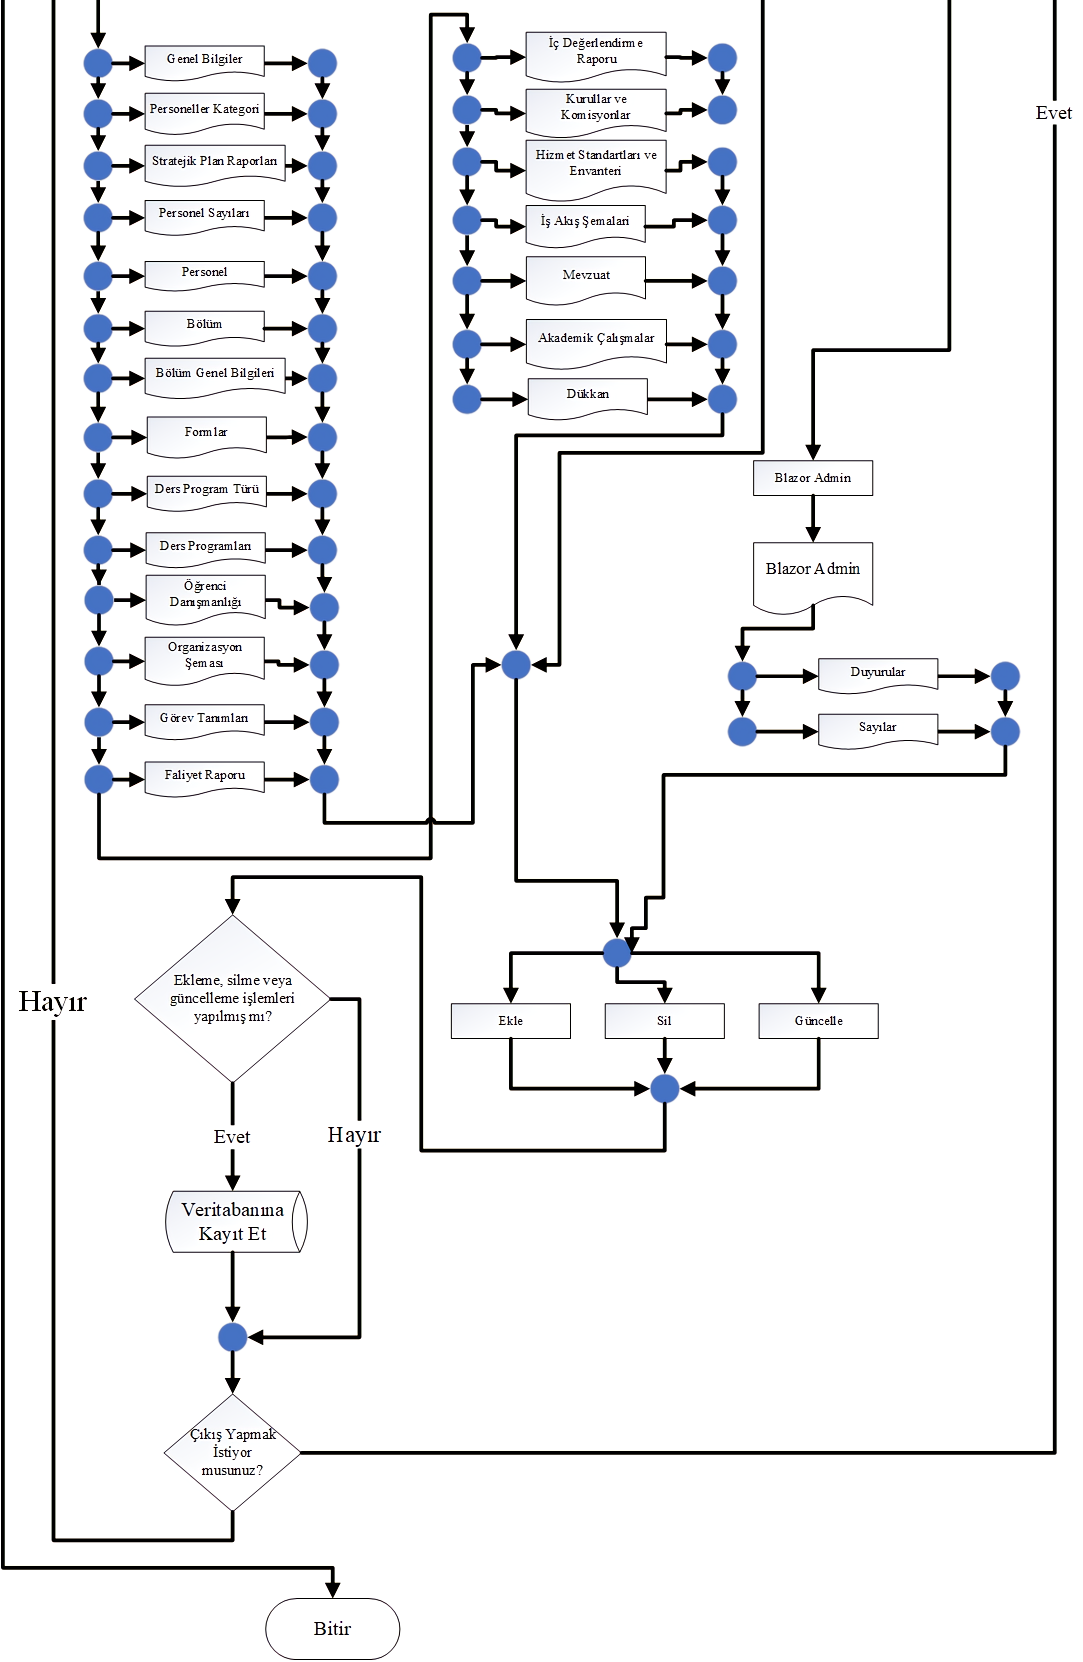 Genel Bilgiler
Personeller Kategori
Stratejik Plan Raporları
Personel Sayıları
Personel
Bölüm
Bölüm Genel Bilgileri
Formlar
Ders Program Türü
Ders Programları
Öğrenci
Danışmanlığı
Organizasyon
Şeması
Görev Tanımları
Faliyet Raporu
İç Değerlendirme
Raporu
Kurullar ve
Komisyonlar
Hizmet Standartları ve
Envanteri
İş Akış Şemalari
Mevzuat
Akademik Çalışmalar
Dükkan
Evet
Blazor Admin
Blazor Admin
Duyurular
Sayılar
Ekle
Sil
Güncelle
Ekleme, silme veya
güncelleme işlemleri
yapılmış mı?
Hayır
Evet
Hayır
Veritabanına
Kayıt Et
Çıkış Yapmak
İstiyor
musunuz?
Bitir